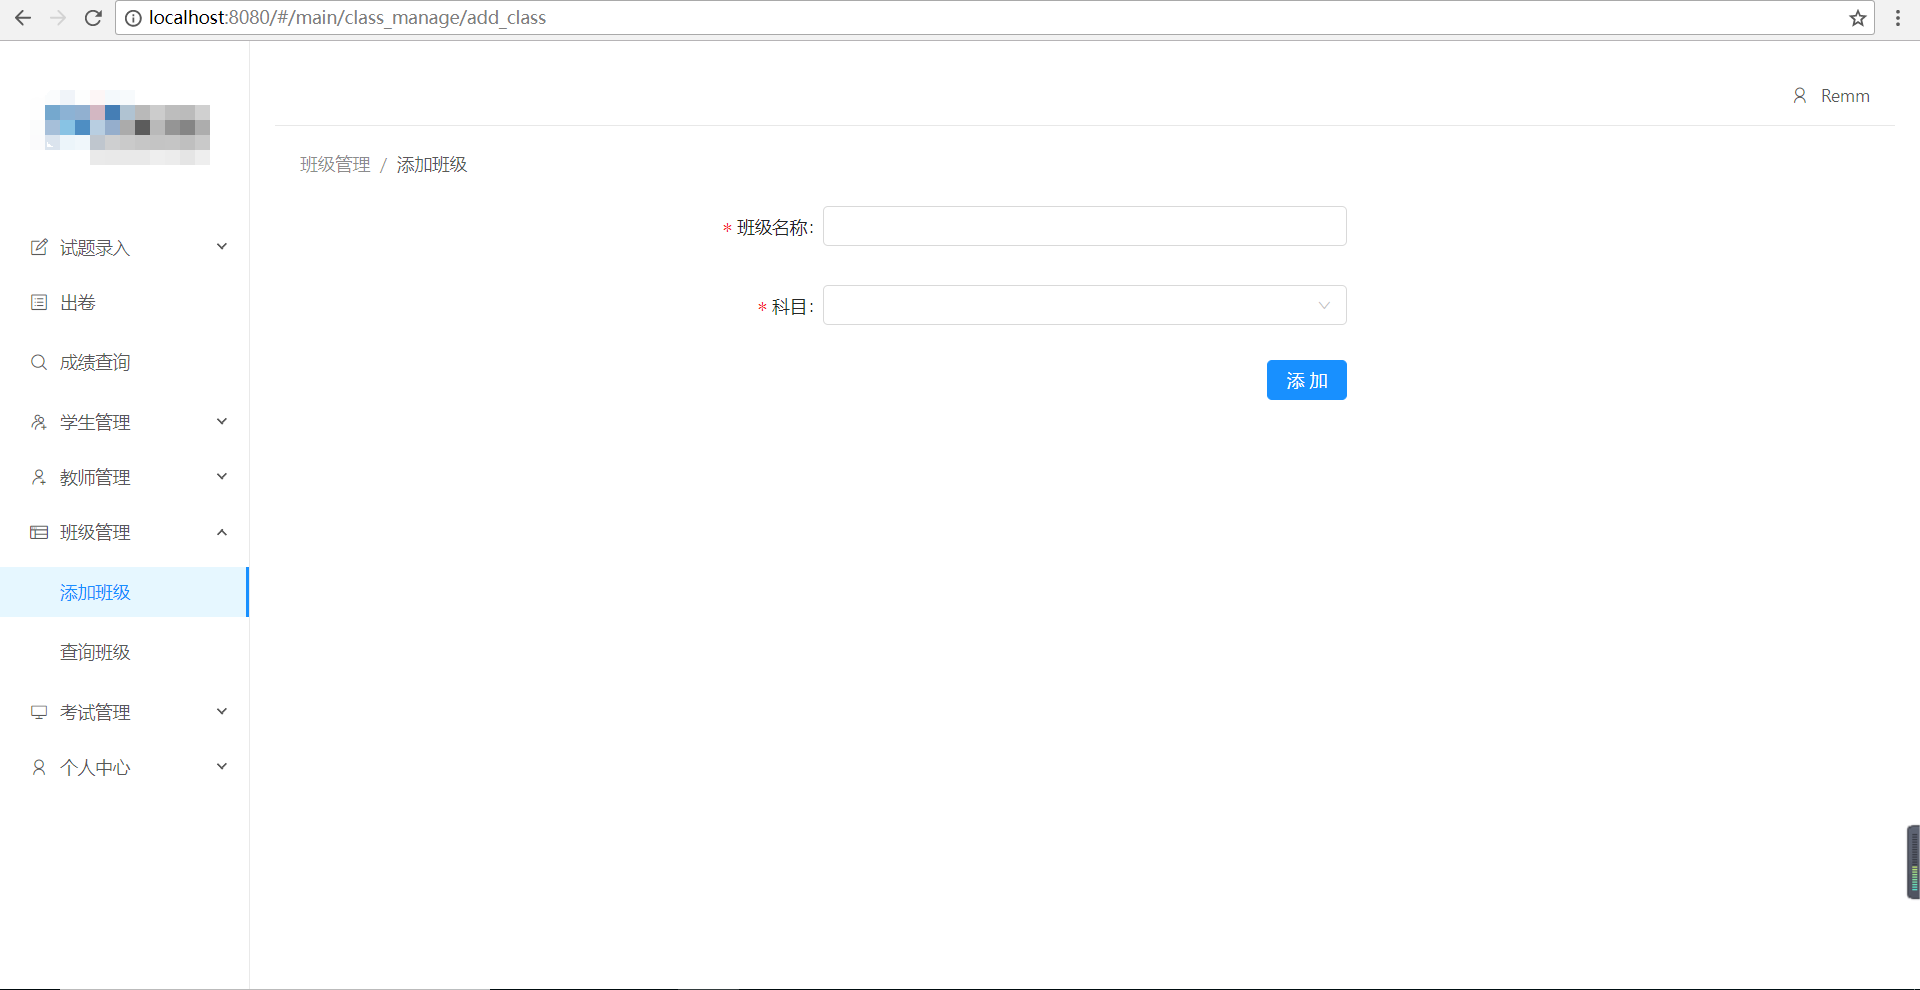 localhost:8080/#/main/class_manage/add_class
Remm
班级管理 / 添加班级
* 班级名称:
* 科目:
添 加
试题录入
出卷
成绩查询
学生管理
教师管理
班级管理
添加班级
查询班级
考试管理
个人中心